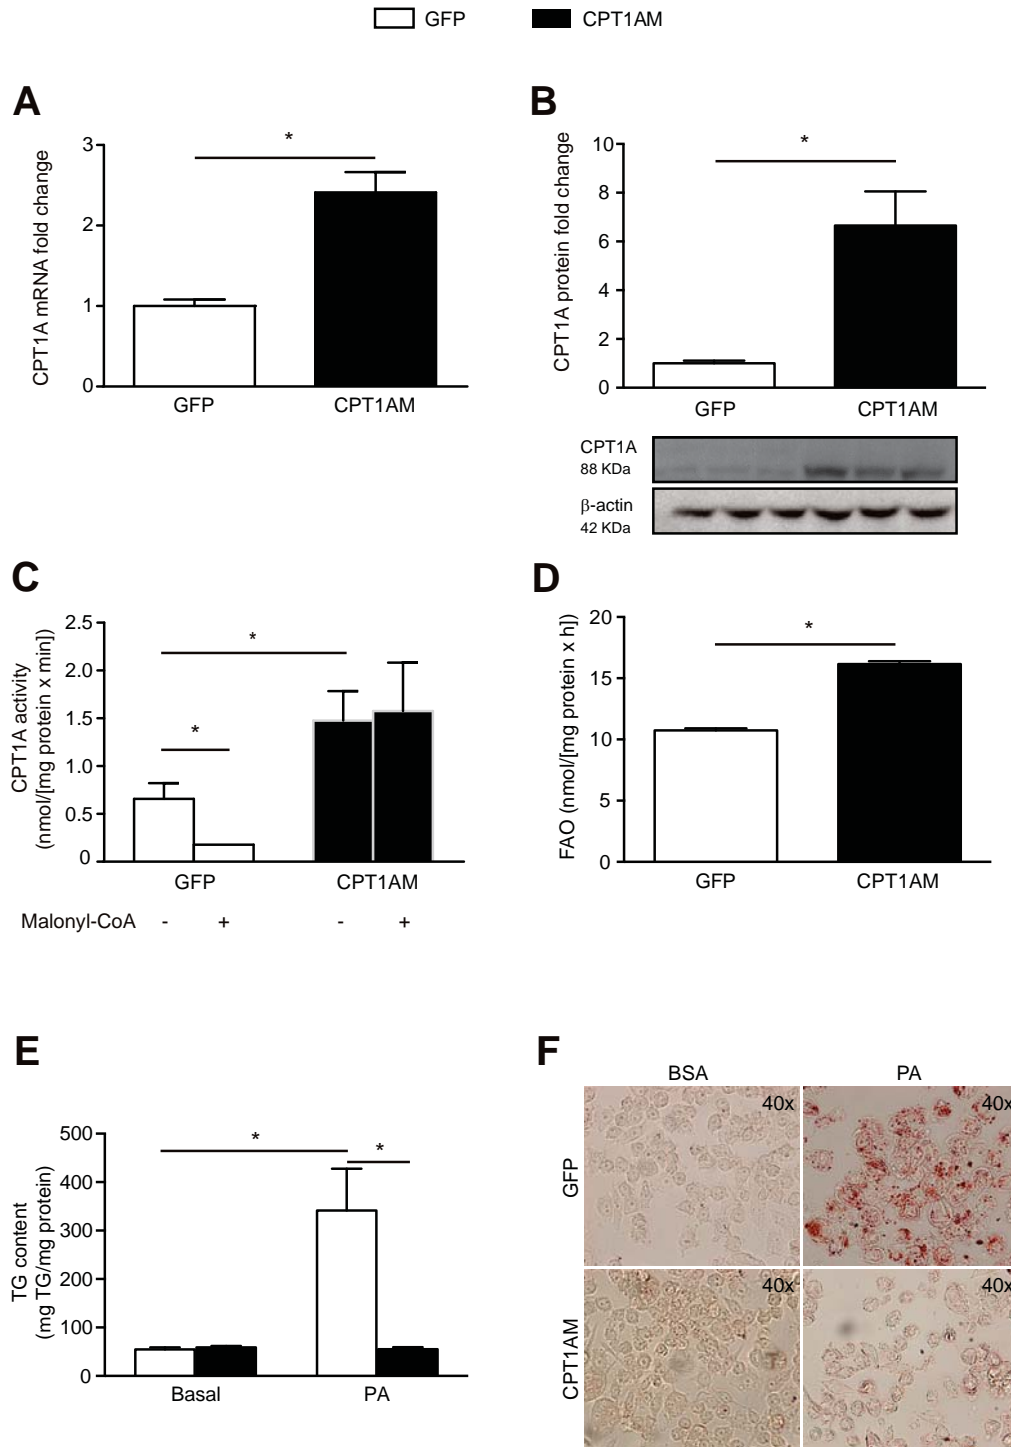 GFP CPT1AM
A
CPT1A mRNA fold change
3
2
1
0
*
GFP CPT1AM
B
CPT1A protein fold change
10
8
6
4
2
0
*
GFP CPT1AM
CPT1A
88 KDa
β-actin
42 KDa
C
CPT1A activity
(nmol/[mg protein x min])
2.5
2.0
1.5
1.0
0.5
0
*
*
GFP CPT1AM
Malonyl-CoA - + - +
D
FAO (nmol/[mg protein x h])
20
15
10
5
0
*
GFP CPT1AM
E
TG content
(mg TG/mg protein)
500
400
300
200
100
0
* *
Basal PA
F
BSA PA
GFP
40x 40x
CPT1AM
40x 40x